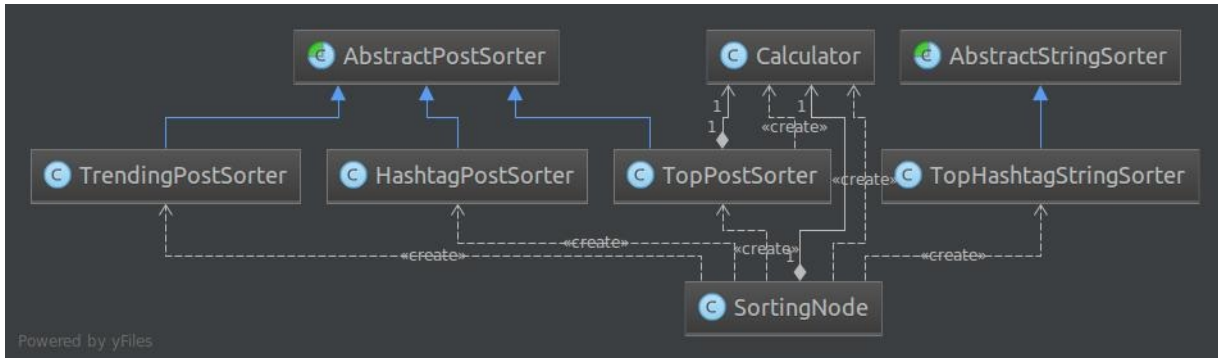 C AbstractPostSorter
C Calculator
C AbstractStringSorter
1
1
1
«create»
C TrendingPostSorter
C HashtagPostSorter
C TopPostSorter
«create»
C TopHashtagStringSorter
«create»
«create»
«create»
1
«create»
C SortingNode
Powered by yFiles